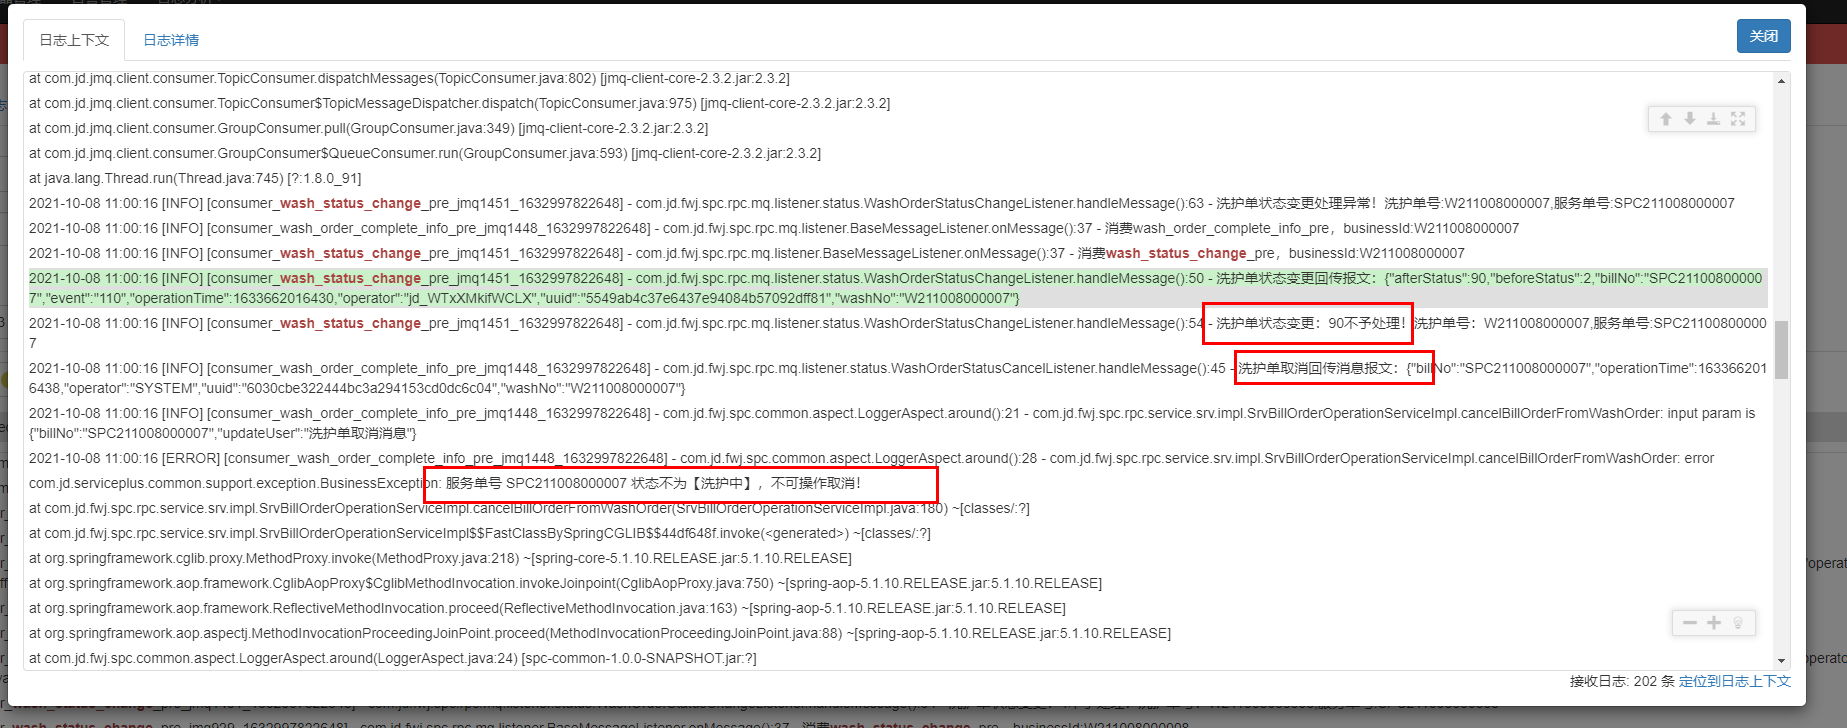 日志上下文 日志详情 关闭
at com.jd.jmq.client.consumer.TopicConsumer.dispatchMessages(TopicConsumer.java:802) [jmq-client-core-2.3.2.jar:2.3.2]
at com.jd.jmq.client.consumer.TopicConsumer$TopicMessageDispatcher.dispatch(TopicConsumer.java:975) [jmq-client-core-2.3.2.jar:2.3.2]
at com.jd.jmq.client.consumer.GroupConsumer.pull(GroupConsumer.java:349) [jmq-client-core-2.3.2.jar:2.3.2]
at com.jd.jmq.client.consumer.GroupConsumer$QueueConsumer.run(GroupConsumer.java:593) [jmq-client-core-2.3.2.jar:2.3.2]
at java.lang.Thread.run(Thread.java:745) [?:1.8.0_91]
2021-10-08 11:00:16 [INFO] [consumer_wash_status_change_pre_jmq1451_1632997822648] - com.jd.fwj.spc.rpc.mq.listener.status.WashOrderStatusChangeListener.handleMessage():63 - 洗护单状态变更处理异常！洗护单号:W211008000007,服务单号:SPC211008000007
2021-10-08 11:00:16 [INFO] [consumer_wash_order_complete_info_pre_jmq1448_1632997822648] - com.jd.fwj.spc.rpc.mq.listener.BaseMessageListener.onMessage():37 - 消费wash_order_complete_info_pre，businessId:W211008000007
2021-10-08 11:00:16 [INFO] [consumer_wash_status_change_pre_jmq1451_1632997822648] - com.jd.fwj.spc.rpc.mq.listener.BaseMessageListener.onMessage():37 - 消费wash_status_change_pre，businessId:W211008000007
2021-10-08 11:00:16 [INFO] [consumer_wash_status_change_pre_jmq1451_1632997822648] - com.jd.fwj.spc.rpc.mq.listener.status.WashOrderStatusChangeListener.handleMessage():50 - 洗护单状态变更回传报文：{"afterStatus":90,"beforeStatus":2,"billNo":"SPC21100800000
7","event":"110","operationTime":1633662016430,"operator":"jd_WTxXMkifWCLX","uuid":"5549ab4c37e6437e94084b57092dff81","washNo":"W211008000007"}
2021-10-08 11:00:16 [INFO] [consumer_wash_status_change_pre_jmq1451_1632997822648] - com.jd.fwj.spc.rpc.mq.listener.status.WashOrderStatusChangeListener.handleMessage():54 - 洗护单状态变更：90不予处理！洗护单号：W211008000007,服务单号:SPC21100800000
7
2021-10-08 11:00:16 [INFO] [consumer_wash_order_complete_info_pre_jmq1448_1632997822648] - com.jd.fwj.spc.rpc.mq.listener.status.WashOrderStatusCancelListener.handleMessage():45 - 洗护单取消回传消息报文：{"billNo":"SPC211008000007","operationTime":163366201
6438,"operator":"SYSTEM","uuid":"6030cbe322444bc3a294153cd0dc6c04","washNo":"W211008000007"}
2021-10-08 11:00:16 [INFO] [consumer_wash_order_complete_info_pre_jmq1448_1632997822648] - com.jd.fwj.spc.common.aspect.LoggerAspect.around():21 - com.jd.fwj.spc.rpc.service.srv.impl.SrvBillOrderOperationServiceImpl.cancelBillOrderFromWashOrder: input param is
{"billNo":"SPC211008000007","updateUser":"洗护单取消消息"}
2021-10-08 11:00:16 [ERROR] [consumer_wash_order_complete_info_pre_jmq1448_1632997822648] - com.jd.fwj.spc.common.aspect.LoggerAspect.around():28 - com.jd.fwj.spc.rpc.service.srv.impl.SrvBillOrderOperationServiceImpl.cancelBillOrderFromWashOrder: error
com.jd.serviceplus.common.support.exception.BusinessException: 服务单号 SPC211008000007 状态不为【洗护中】，不可操作取消！
at com.jd.fwj.spc.rpc.service.srv.impl.SrvBillOrderOperationServiceImpl.cancelBillOrderFromWashOrder(SrvBillOrderOperationServiceImpl.java:180) ~[classes/:?]
at com.jd.fwj.spc.rpc.service.srv.impl.SrvBillOrderOperationServiceImpl$$FastClassBySpringCGLIB$$44df648f.invoke(<generated>) ~[classes/:?]
at org.springframework.cglib.proxy.MethodProxy.invoke(MethodProxy.java:218) ~[spring-core-5.1.10.RELEASE.jar:5.1.10.RELEASE]
at org.springframework.aop.framework.CglibAopProxy$CglibMethodInvocation.invokeJoinpoint(CglibAopProxy.java:750) ~[spring-aop-5.1.10.RELEASE.jar:5.1.10.RELEASE]
at org.springframework.aop.framework.ReflectiveMethodInvocation.proceed(ReflectiveMethodInvocation.java:163) ~[spring-aop-5.1.10.RELEASE.jar:5.1.10.RELEASE]
at org.springframework.aop.aspectj.MethodInvocationProceedingJoinPoint.proceed(MethodInvocationProceedingJoinPoint.java:88) ~[spring-aop-5.1.10.RELEASE.jar:5.1.10.RELEASE]
at com.jd.fwj.spc.common.aspect.LoggerAspect.around(LoggerAspect.java:24) [spc-common-1.0.0-SNAPSHOT.jar:?]
接收日志: 202 条 定位到日志上下文